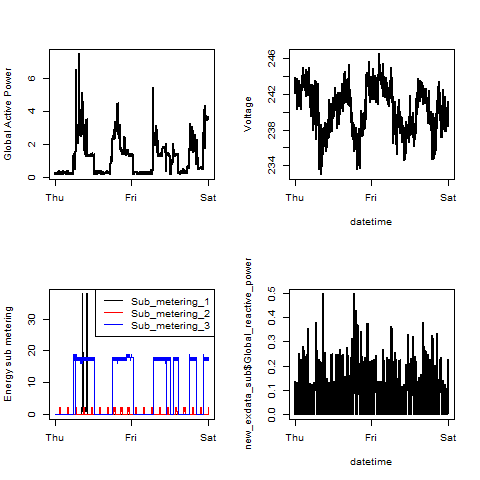 Global Active Power
0 2 4 6
Thu Fri Sat
Voltage
234 238 242 246
Thu Fri Sat
datetime
Energy sub metering
0 10 20 30
Sub_metering_1
Sub_metering_2
Sub_metering_3
Thu Fri Sat
new_exdata_sub$Global_reactive_power
0.0 0.1 0.2 0.3 0.4 0.5
Thu Fri Sat
datetime